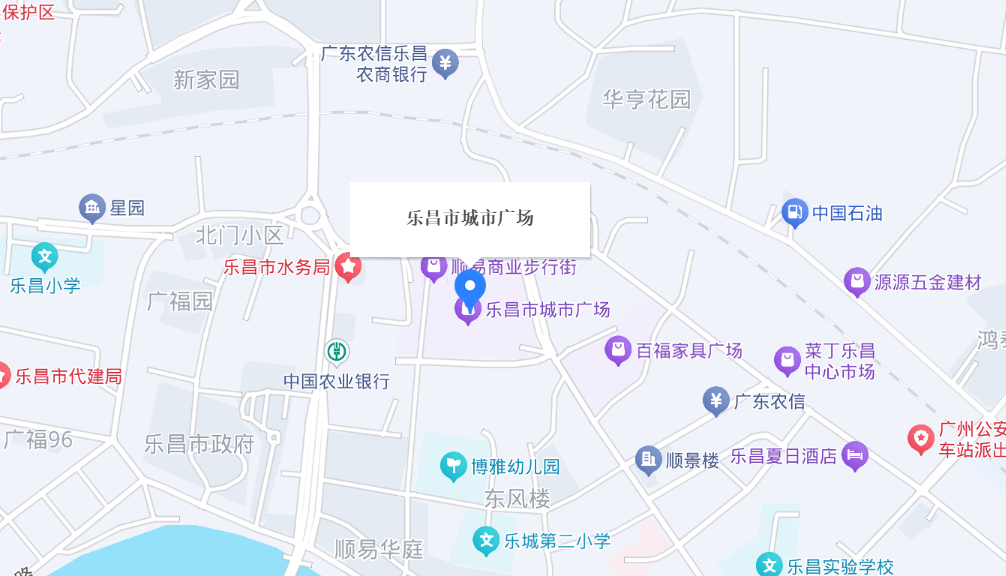 保护区
广东农信乐昌
农商银行
新家园
华亨花园
星园
乐昌市城市广场
中国石油
北门小区
乐昌市水务局
顺易商业步行街
乐昌小学
源源五金建材
广福园
乐昌市城市广场
百福家具广场
菜丁乐昌
中心市场
乐昌市代建局
中国农业银行
广东农信
广福96
乐昌市政府
广州公安
车站派出
博雅幼儿园
顺景楼
乐昌夏日酒店
东风楼
乐城第二小学
顺易华庭
乐昌实验学校
路